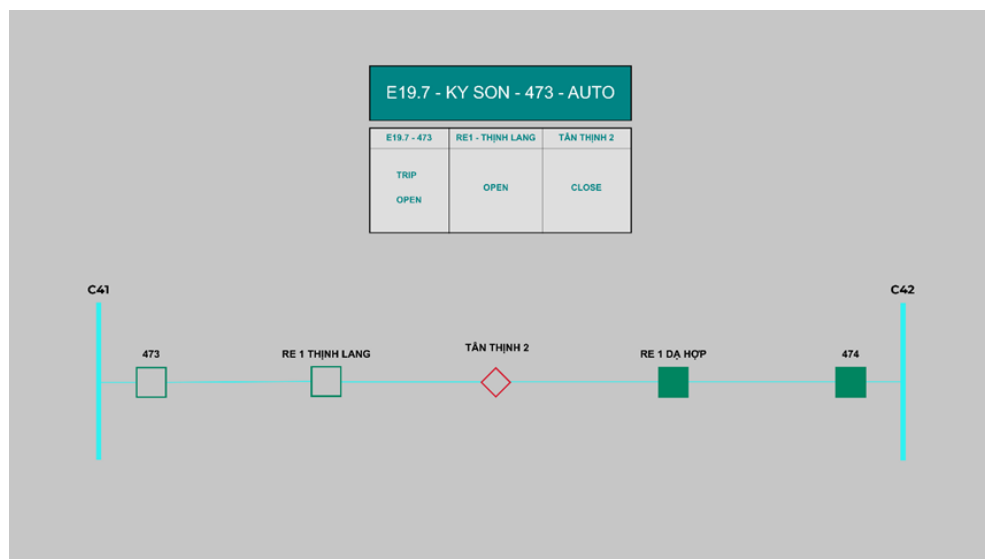 E19.7 - KY SON - 473 - AUTO
E19.7 - 473
RE1 - THỊNH LANG
TÂN THỊNH 2
TRIP
OPEN
OPEN
CLOSE
C41
C42
473
RE 1 THỊNH LANG
TÂN THỊNH 2
RE 1 DẠ HỢP
474